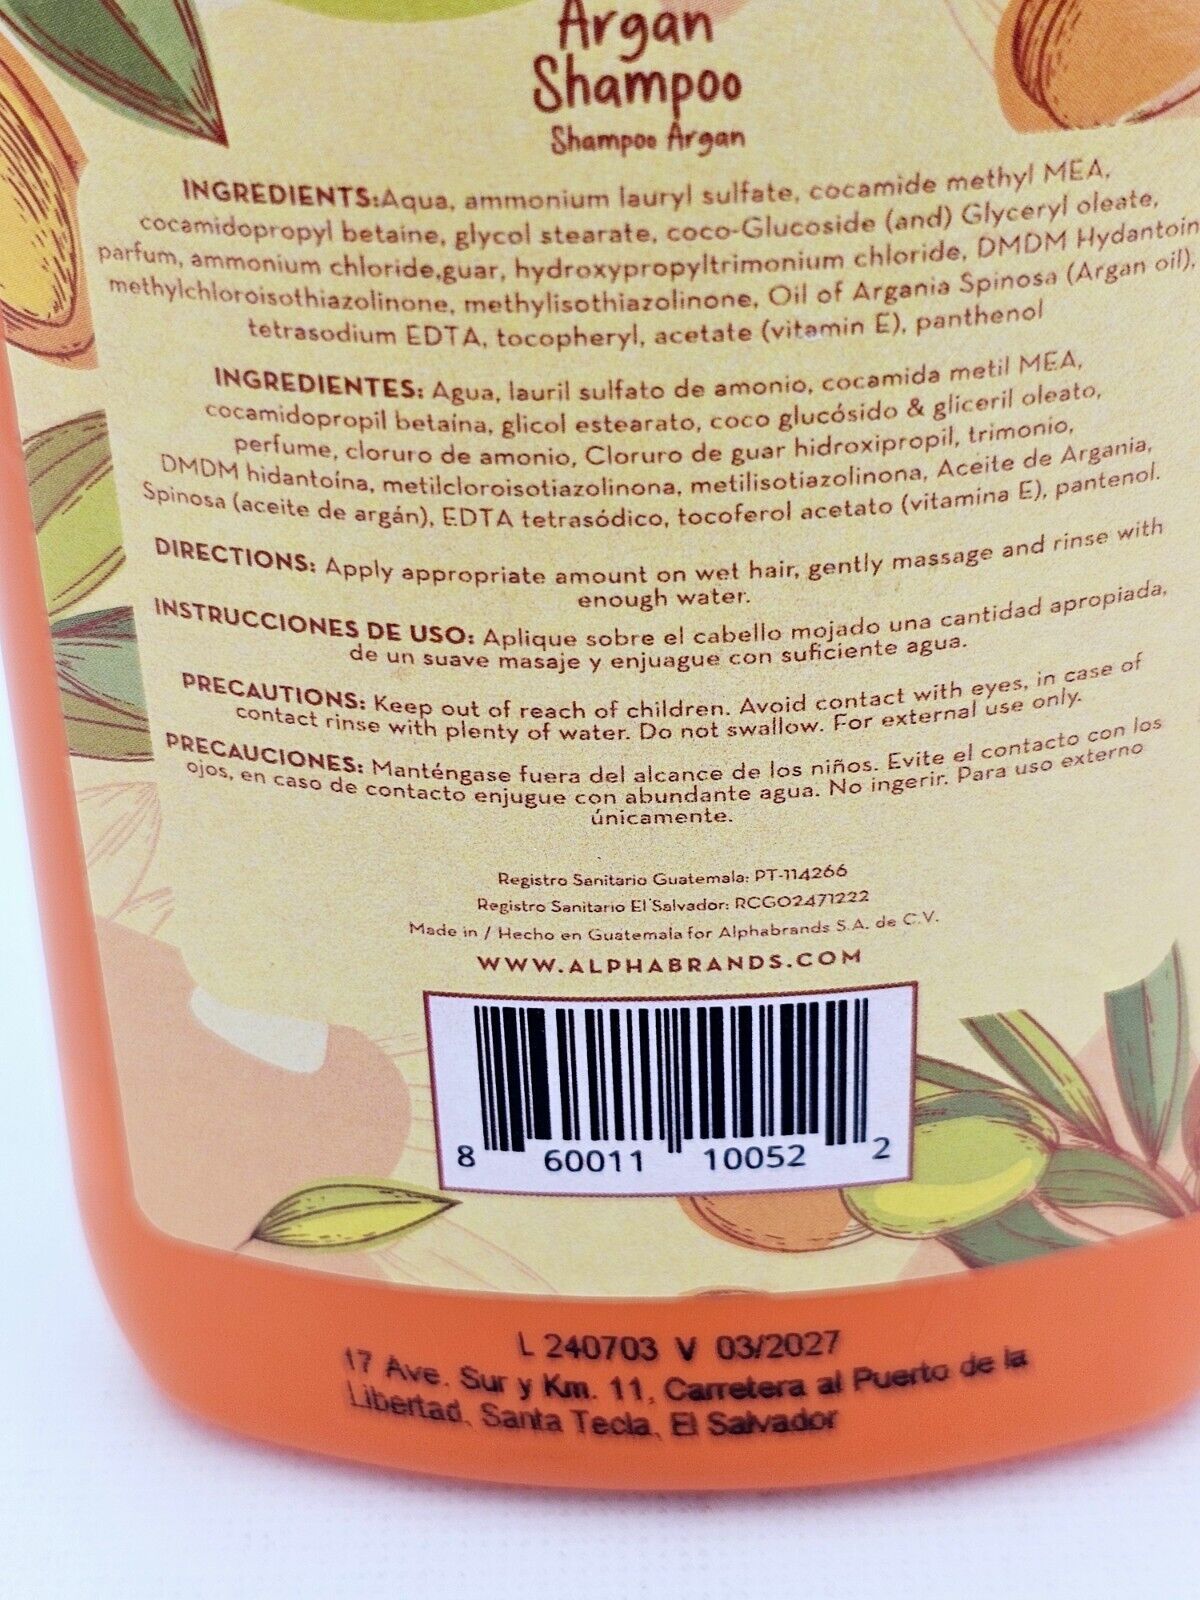 Argan
Shampoo
Shampoo Argan
INGREDIENTS:Aqua, ammonium lauryl sulfate, cocamide methyl MEA,
cocamidopropyl betaine, glycol stearate, coco-Glucoside (and) Glyceryl oleate,
parfum, ammonium chloride,guar, hydroxypropyltrimonium chloride, DMDM Hydantoin
methylchloroisothiazolinone, methylisothiazolinone, Oil of Argania Spinosa (Argan oil),
tetrasodium EDTA, tocopheryl, acetate (vitamin E), panthenol
INGREDIENTES: Agua, lauril sulfato de amonio, cocamida metil MEA,
cocamidopropil betaína, glicol estearato, coco glucósido & gliceril oleato,
perfume, cloruro de amonio, Cloruro de guar hidroxipropil, trimonio,
DMDM hidantoína, metilcloroisotiazolinona, metilisotiazolinona, Aceite de Argania,
Spinosa (aceite de argán), EDTA tetrasódico, tocoferol acetato (vitamina E), pantenol.
DIRECTIONS: Apply appropriate amount on wet hair, gently massage and rinse with
enough water.
INSTRUCCIONES DE USO: Aplique sobre el cabello mojado una cantidad apropiada,
de un suave masaje y enjuague con suficiente agua.
PRECAUTIONS: Keep out of reach of children. Avoid contact with eyes, in case of
contact rinse with plenty of water. Do not swallow. For external use only.
PRECAUCIONES: Manténgase fuera del alcance de los niños. Evite el contacto con los
ojos, en caso de contacto enjugue con abundante agua. No ingerir. Para uso externo
únicamente.
Registro Sanitario Guatemala: PT-114266
Registro Sanitario El Salvador: RCGO2471222
Made in / Hecho en Guatemala for Alphabrands S.A. de C.V.
WWW.ALPHABRANDS.COM
8 60011 10052 2
L 240703 V 03/2027
17 Ave. Sur y Km. 11, Carretera al Puerto de la
Libertad, Santa Tecla, El Salvador